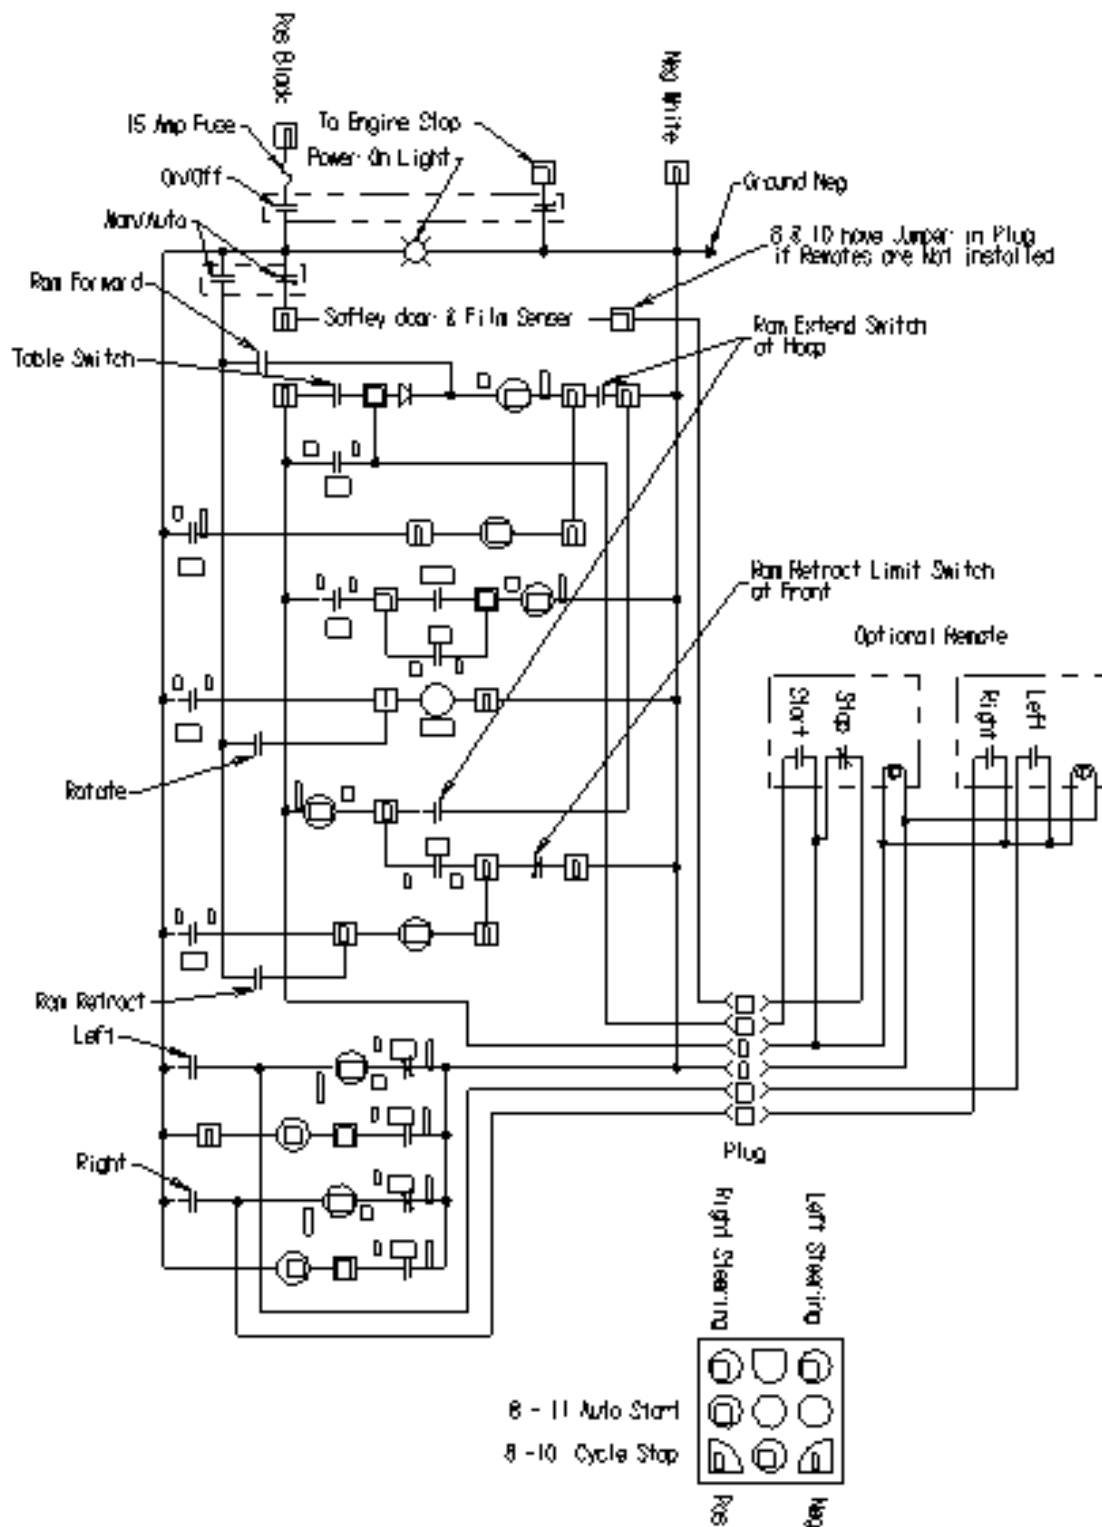 Pos Black
Neg White
15 Amp Fuse
To Engine Stop
Power On Light
On/Off
Ground Neg
Man/Auto
8 & 10 have Jumper in Plug
if Remotes are Not installed
Ram Forward
Saftey door & Film Senser
Ram Extend Switch
at Hoop
Table Switch
Ram Retract Limit Switch
at Front
Optional Remote
Start
Stop
Right
Left
Rotate
Ram Retract
Left
Plug
Right
Right Steering
Left Steering
8 - 11 Auto Start
8 -10 Cycle Stop
Pos
Neg